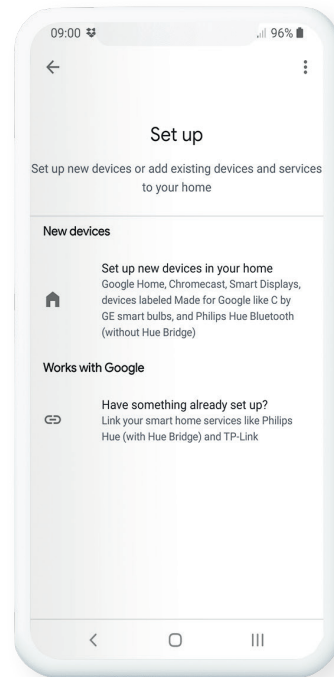 09:00 96%
Set up
Set up new devices or add existing devices and services
to your home
New devices
Set up new devices in your home
Google Home, Chromecast, Smart Displays,
devices labeled Made for Google like C by
GE smart bulbs, and Philips Hue Bluetooth
(without Hue Bridge)
Works with Google
Have something already set up?
Link your smart home services like Philips
Hue (with Hue Bridge) and TP-Link